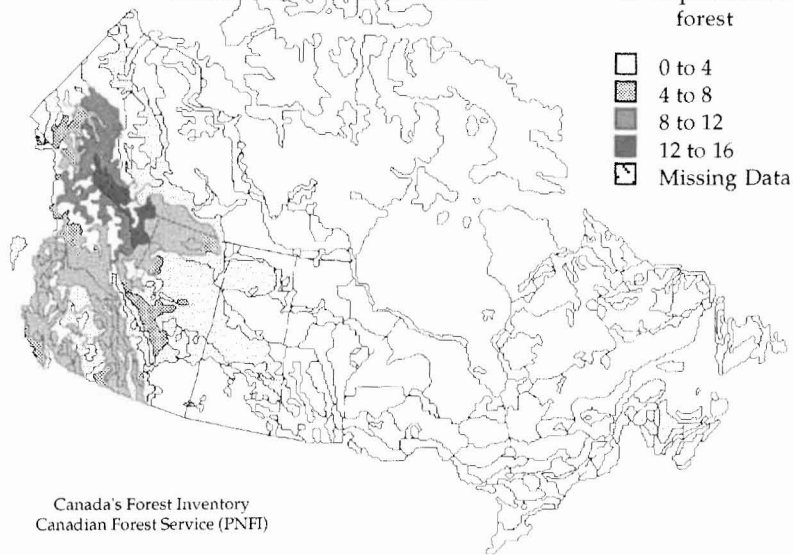 forest
0 to 4
4 to 8
8 to 12
12 to 16
Missing Data
Canada's Forest Inventory
Canadian Forest Service (PNFI)